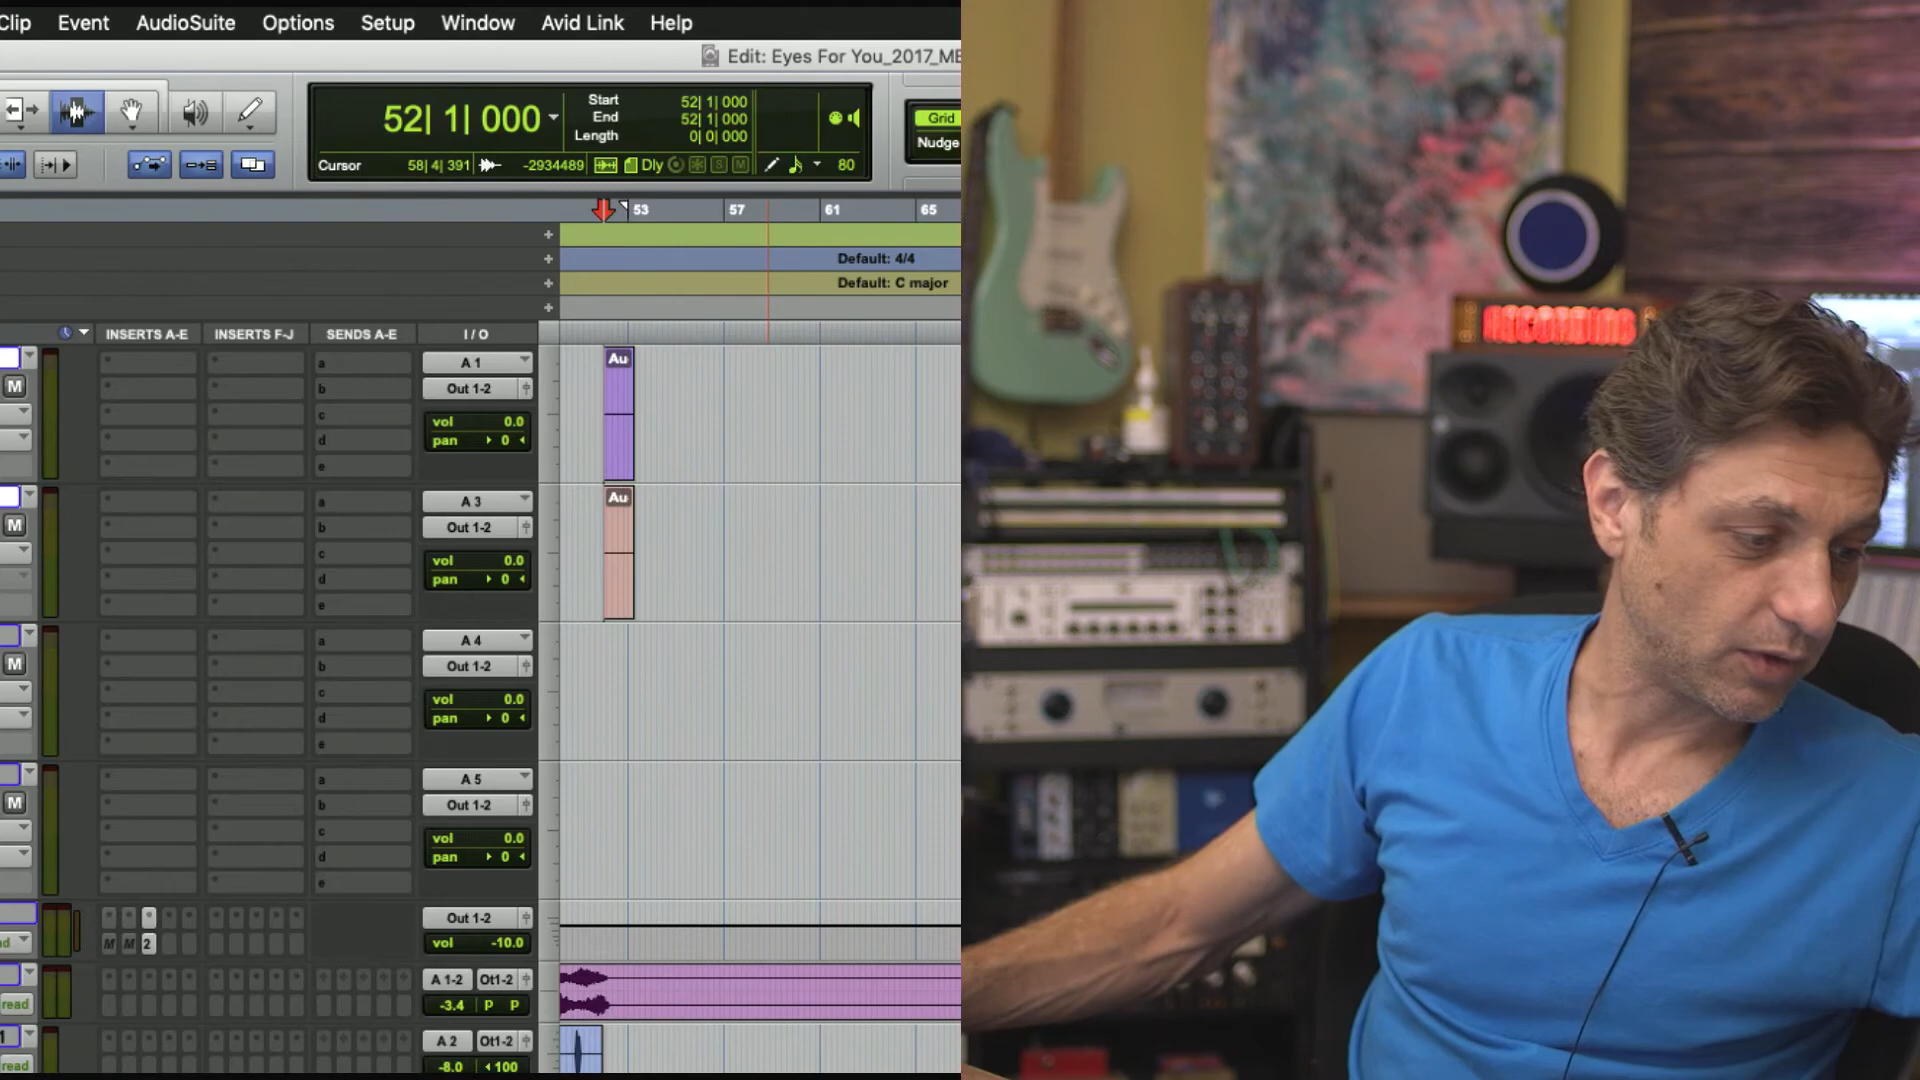 Clip Event AudioSuite Options Setup Window Avid Link Help
Edit: Eyes For You_2017_ME
52| 1| 000
Start 52| 1| 000
End 52| 1| 000
Length 0| 0| 000
Cursor 58| 4| 391 -2934489 Dly S M 80
Grid
Nudge
53 57 61 65
Default: 4/4
Default: C major
INSERTS A-E INSERTS F-J SENDS A-E I / O
M
a
b
c
d
e
A 1
Out 1-2
vol 0.0
pan 0
Au
M
a
b
c
d
e
A 3
Out 1-2
vol 0.0
pan 0
Au
M
a
b
c
d
e
A 4
Out 1-2
vol 0.0
pan 0
M
a
b
c
d
e
A 5
Out 1-2
vol 0.0
pan 0
M M 2
Out 1-2
vol -10.0
read
A 1-2 Ot1-2
-3.4 P P
1
read
A 2 Ot1-2
-8.0 100